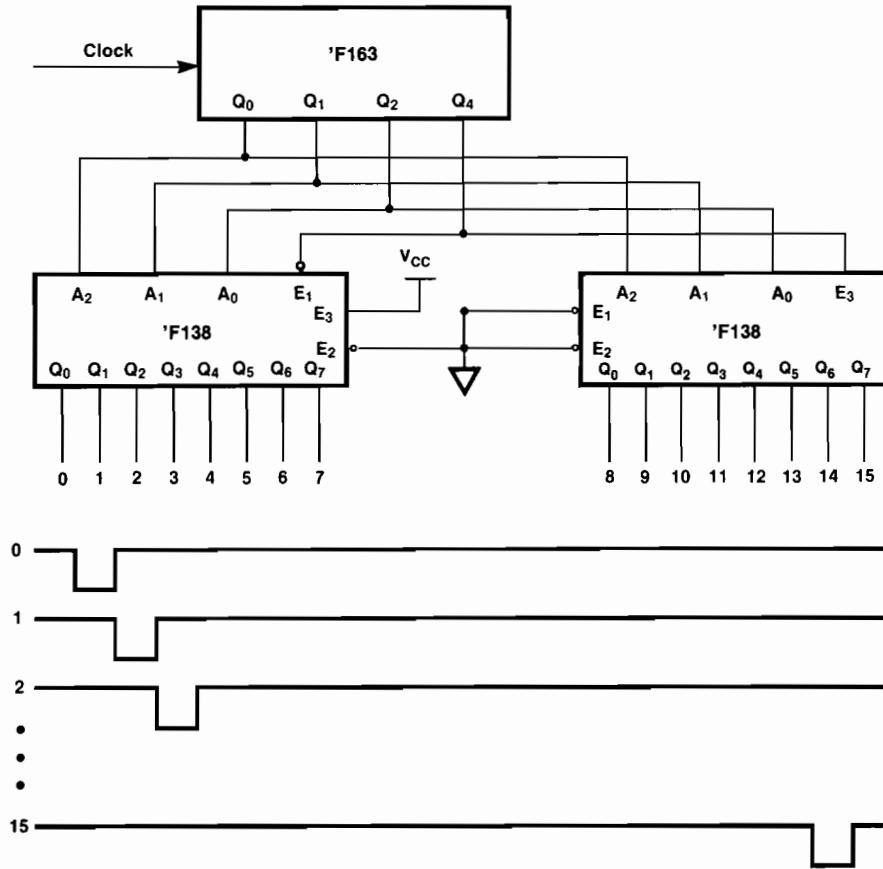 Clock
'F163
Q0 Q1 Q2 Q4
VCC
A2 A1 A0 E1
E3
'F138
E2
Q0 Q1 Q2 Q3 Q4 Q5 Q6 Q7
0 1 2 3 4 5 6 7
A2 A1 A0 E3
E1
'F138
E2
Q0 Q1 Q2 Q3 Q4 Q5 Q6 Q7
8 9 10 11 12 13 14 15
0
1
2
15